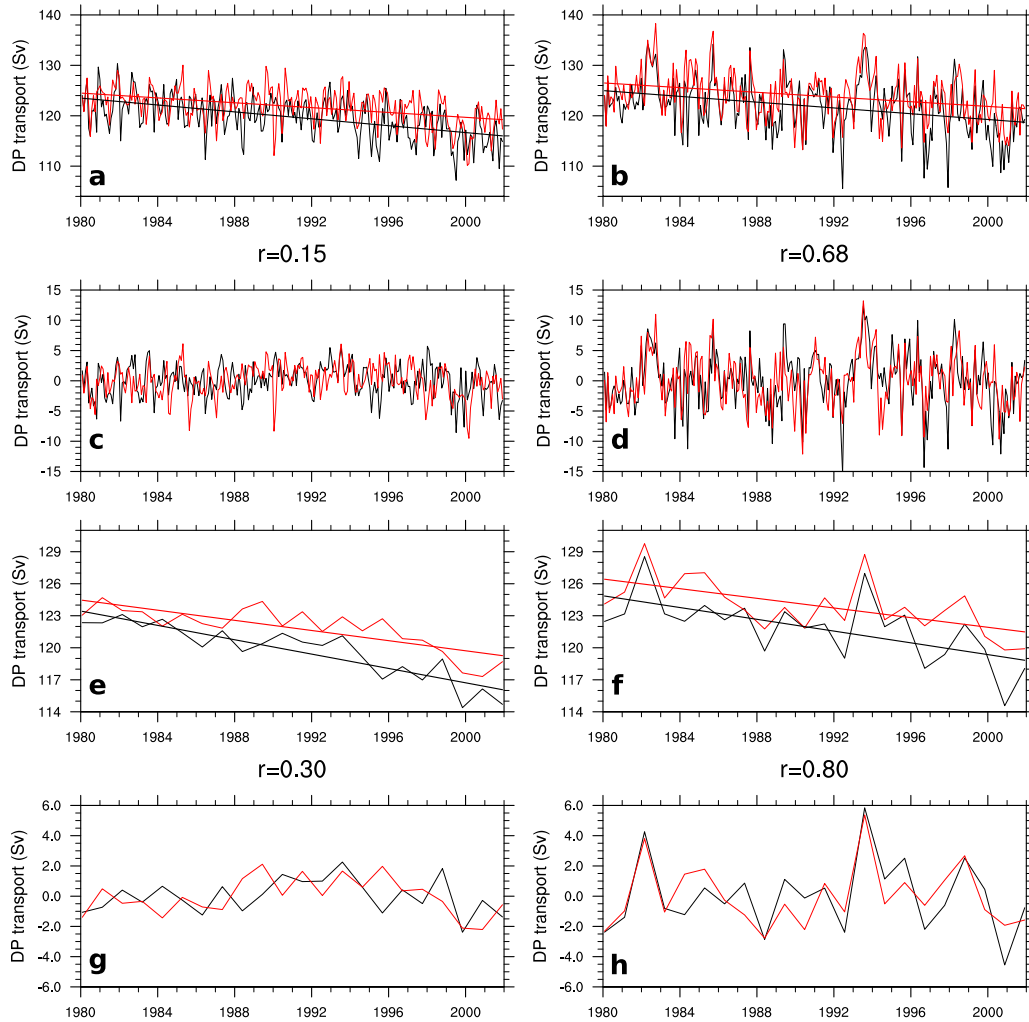 140
130
120
110
DP transport (Sv)
a
1980 1984 1988 1992 1996 2000
140
130
120
110
DP transport (Sv)
b
1980 1984 1988 1992 1996 2000
r=0.15
r=0.68
15
10
5
0
-5
-10
-15
DP transport (Sv)
c
1980 1984 1988 1992 1996 2000
15
10
5
0
-5
-10
-15
DP transport (Sv)
d
1980 1984 1988 1992 1996 2000
129
126
123
120
117
114
DP transport (Sv)
e
1980 1984 1988 1992 1996 2000
129
126
123
120
117
114
DP transport (Sv)
f
1980 1984 1988 1992 1996 2000
r=0.30
r=0.80
6.0
4.0
2.0
0.0
-2.0
-4.0
-6.0
DP transport (Sv)
g
1980 1984 1988 1992 1996 2000
6.0
4.0
2.0
0.0
-2.0
-4.0
-6.0
DP transport (Sv)
h
1980 1984 1988 1992 1996 2000